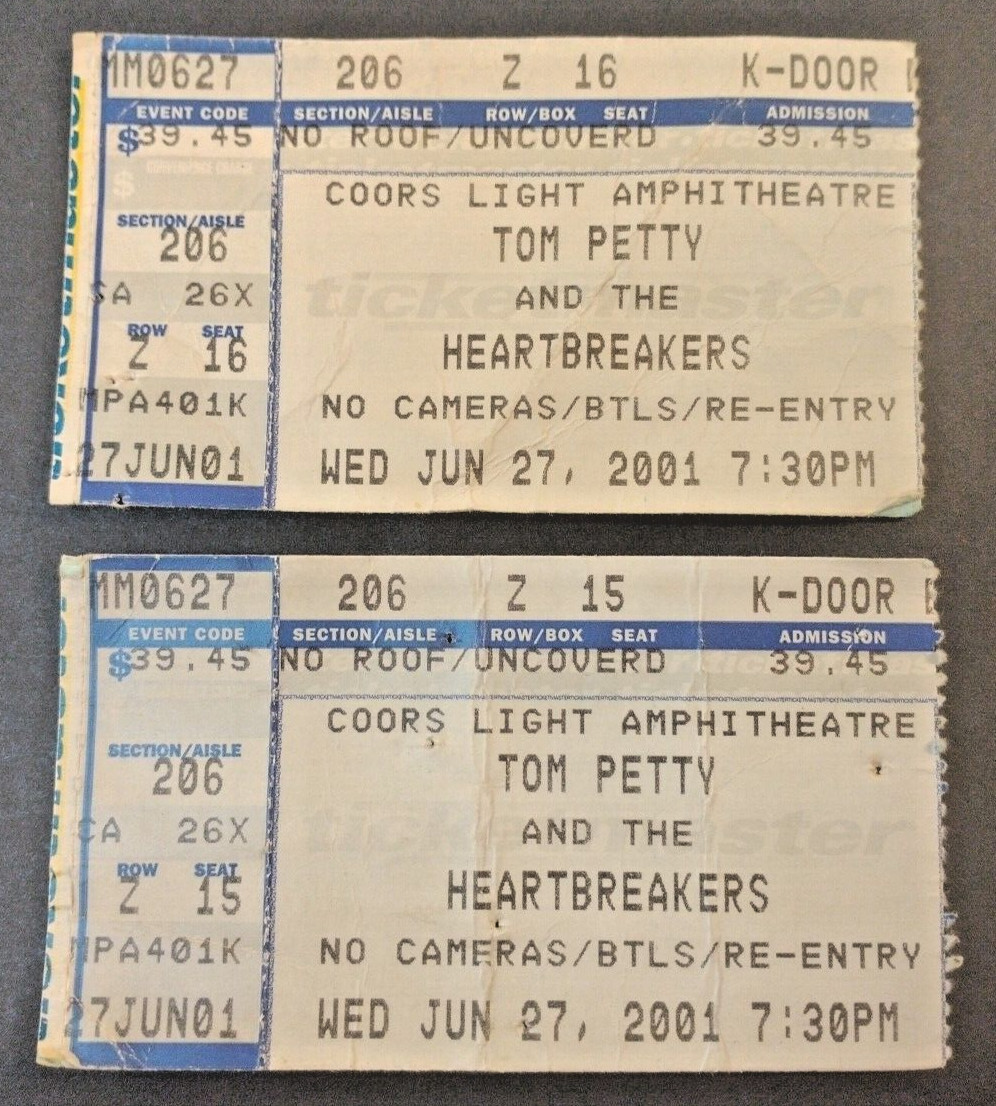 MM0627 206 Z 16 K-DOOR
EVENT CODE SECTION/AISLE ROW/BOX SEAT ADMISSION
$39.45 NO ROOF/UNCOVERD 39.45
$ CONVENIENCE CHARGE
COORS LIGHT AMPHITHEATRE
SECTION/AISLE
206
TOM PETTY
ticketmaster
SA 26X AND THE
ROW SEAT
Z 16 HEARTBREAKERS
MPA401K NO CAMERAS/BTLS/RE-ENTRY
27JUN01 WED JUN 27, 2001 7:30PM
MM0627 206 Z 15 K-DOOR
EVENT CODE SECTION/AISLE ROW/BOX SEAT ADMISSION
$39.45 NO ROOF/UNCOVERD 39.45
COORS LIGHT AMPHITHEATRE
SECTION/AISLE
206
TOM PETTY
ticketmaster
CA 26X AND THE
ROW SEAT
Z 15 HEARTBREAKERS
MPA401K NO CAMERAS/BTLS/RE-ENTRY
27JUN01 WED JUN 27, 2001 7:30PM